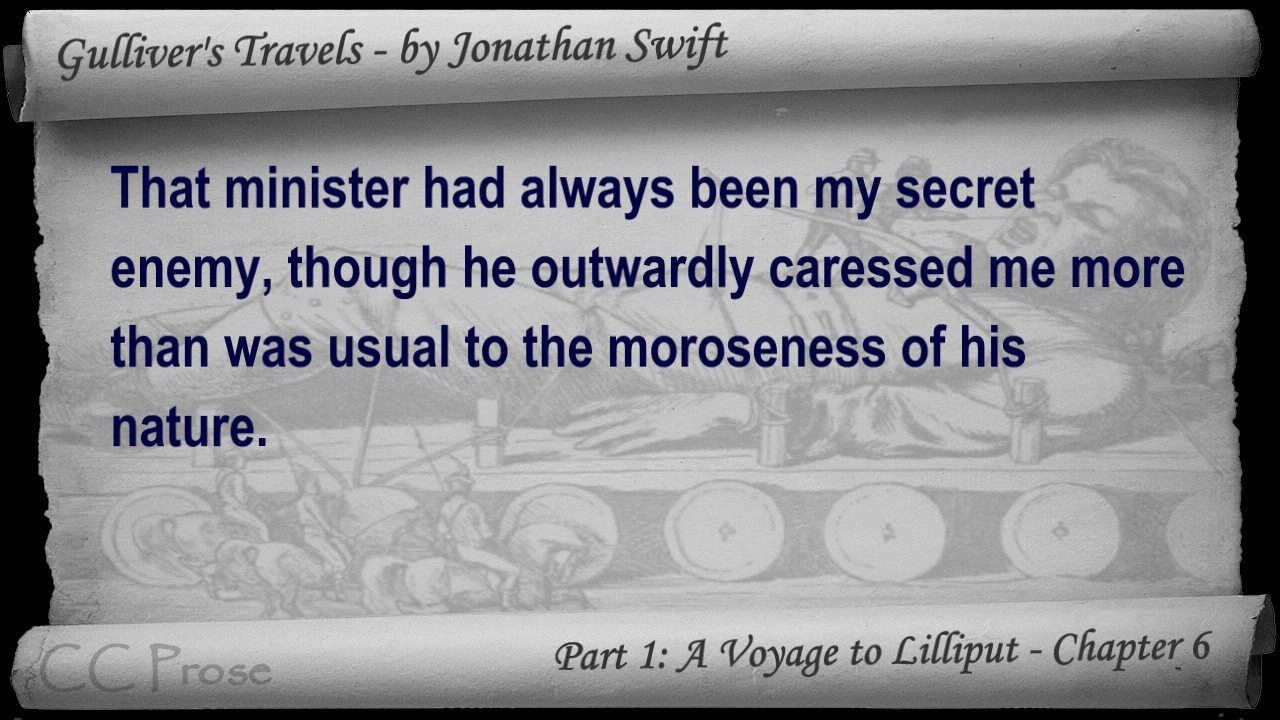 Gulliver's Travels - by Jonathan Swift
That minister had always been my secret
enemy, though he outwardly caressed me more
than was usual to the moroseness of his
nature.
CC Prose
Part 1: A Voyage to Lilliput - Chapter 6